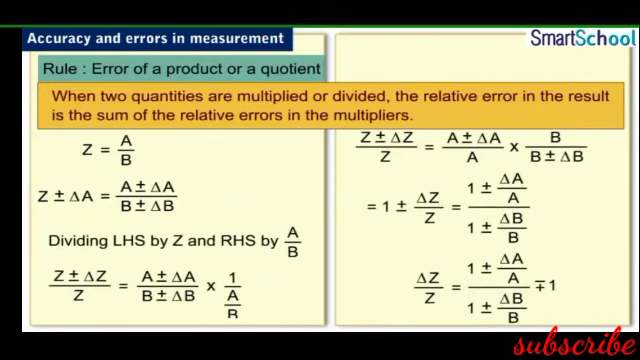 Accuracy and errors in measurement
SmartSchool
Rule : Error of a product or a quotient
When two quantities are multiplied or divided, the relative error in the result
is the sum of the relative errors in the multipliers.
Z = A/B
Z ± ΔA = (A ± ΔA)/(B ± ΔB)
Dividing LHS by Z and RHS by A/B
(Z ± ΔZ)/Z = (A ± ΔA)/(B ± ΔB) x 1/(A/B)
(Z ± ΔZ)/Z = (A ± ΔA)/A x B/(B ± ΔB)
= 1 ± ΔZ/Z = (1 ± ΔA/A)/(1 ± ΔB/B)
ΔZ/Z = (1 ± ΔA/A)/(1 ± ΔB/B) ∓ 1
subscribe